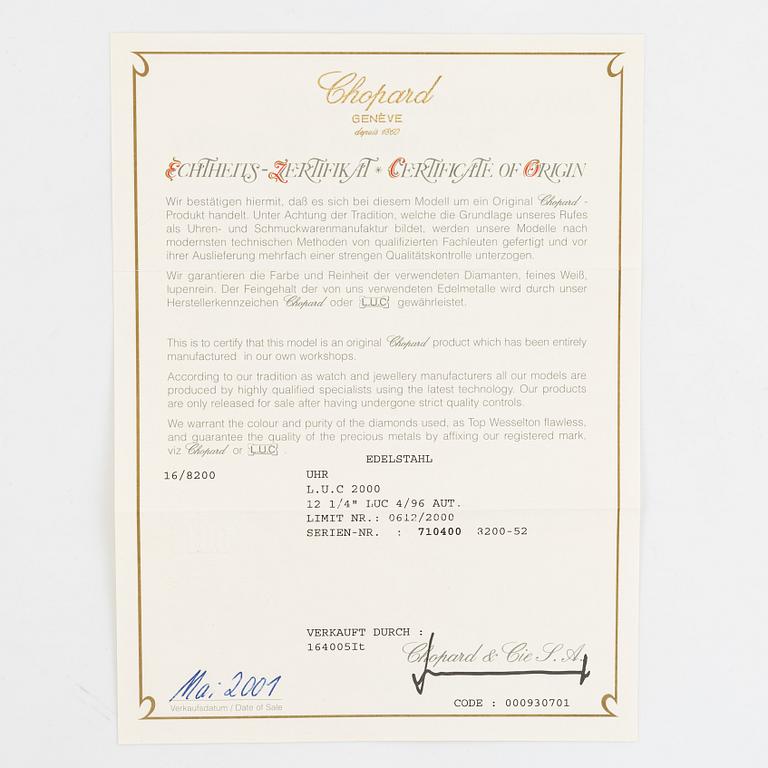 Chopard
GENÈVE
depuis 1860
ECHTHEITS-ZERTIFIKAT * CERTIFICATE OF ORIGIN
Wir bestätigen hiermit, daß es sich bei diesem Modell um ein Original Chopard -
Produkt handelt. Unter Achtung der Tradition, welche die Grundlage unseres Rufes
als Uhren- und Schmuckwarenmanufaktur bildet, werden unsere Modelle nach
modernsten technischen Methoden von qualifizierten Fachleuten gefertigt und vor
ihrer Auslieferung mehrfach einer strengen Qualitätskontrolle unterzogen.
Wir garantieren die Farbe und Reinheit der verwendeten Diamanten, feines Weiß,
lupenrein. Der Feingehalt der von uns verwendeten Edelmetalle wird durch unser
Herstellerkennzeichen Chopard oder L.U.C gewährleistet.
This is to certify that this model is an original Chopard product which has been entirely
manufactured in our own workshops.
According to our tradition as watch and jewellery manufacturers all our models are
produced by highly qualified specialists using the latest technology. Our products
are only released for sale after having undergone strict quality controls.
We warrant the colour and purity of the diamonds used, as Top Wesselton flawless,
and guarantee the quality of the precious metals by affixing our registered mark,
viz Chopard or L.U.C .
EDELSTAHL
16/8200 UHR
L.U.C 2000
12 1/4" LUC 4/96 AUT.
LIMIT NR.: 0612/2000
SERIEN-NR. : 710400 8200-52
VERKAUFT DURCH :
164005It
Chopard & Cie S.A.
Mai 2001
Verkaufsdatum / Date of Sale
CODE : 000930701